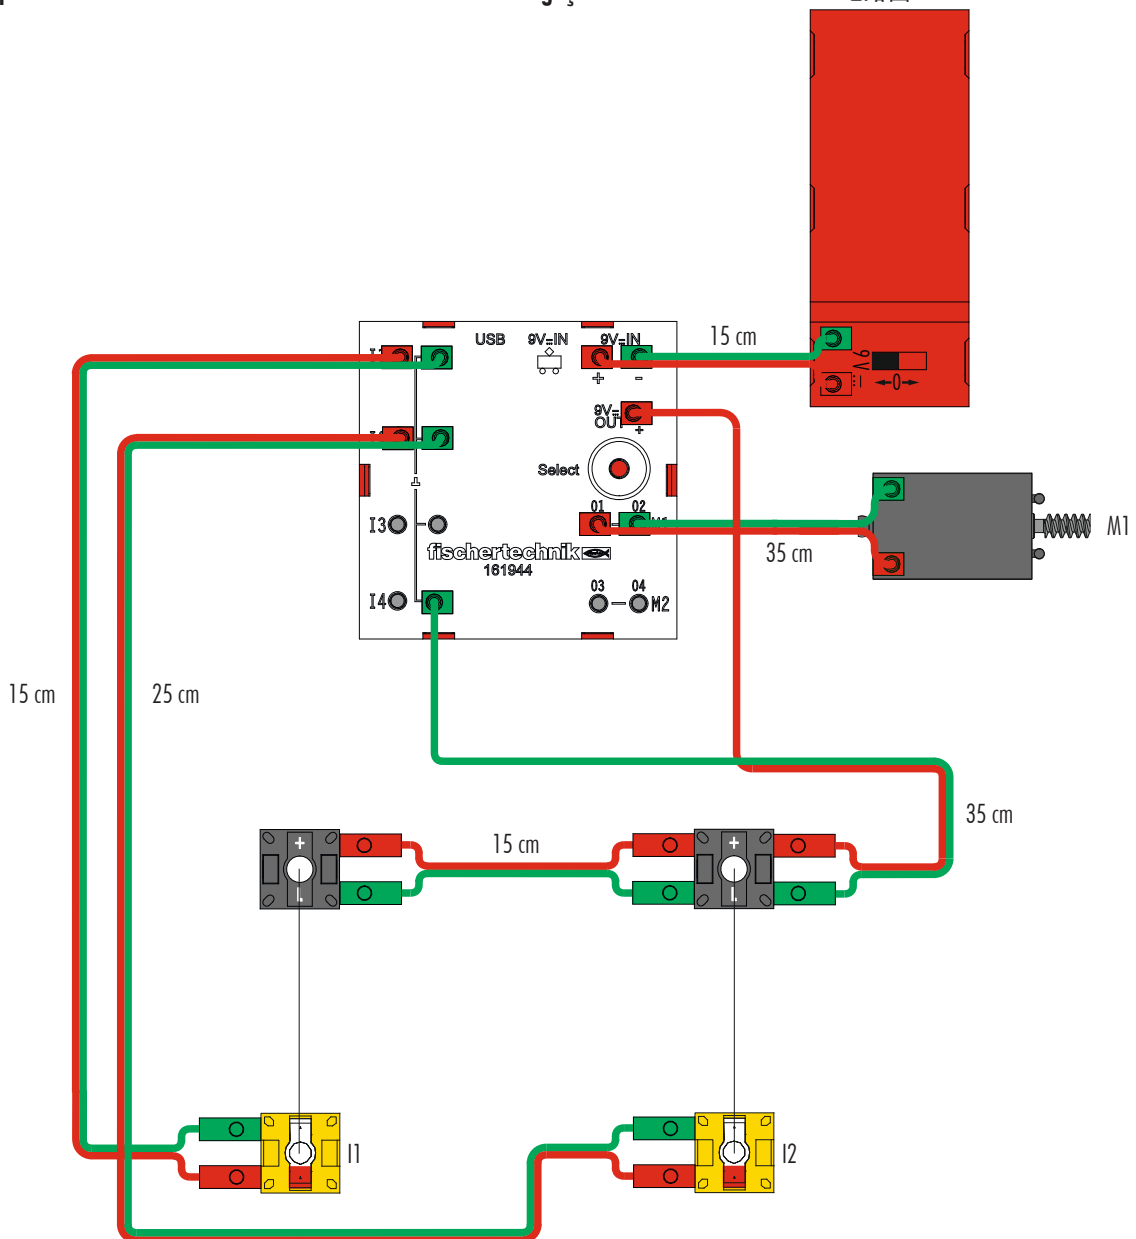 USB 9V=IN 9V=IN
+ -
15 cm
9V
0
9V=
OUT +
Select
01 02
I3
M1
35 cm
fischertechnik
161944
03 04
I4 M2
15 cm
25 cm
35 cm
+ 15 cm +
I1
I2